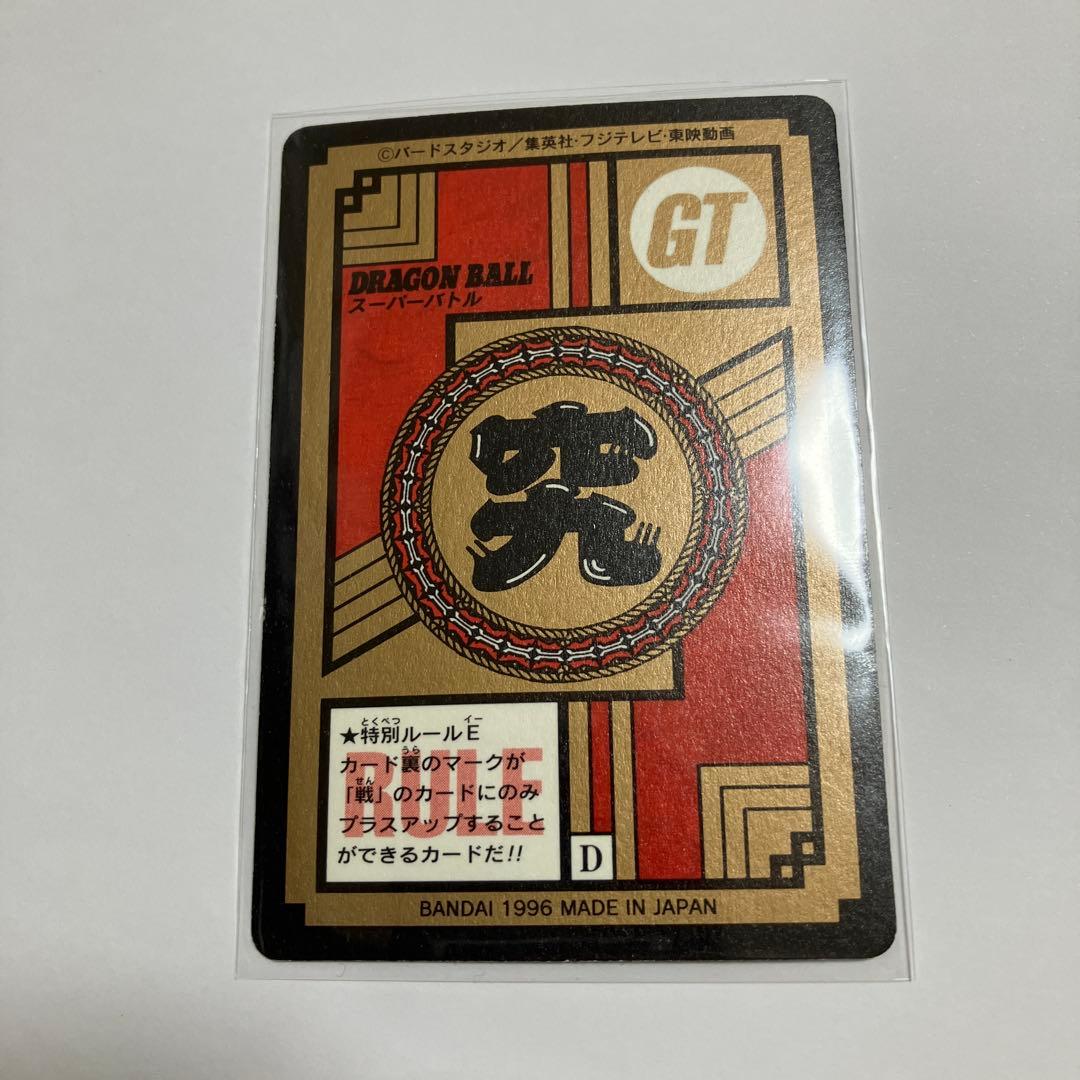 ©バードスタジオ／集英社・フジテレビ・東映動画
GT
DRAGON BALL
スーパーバトル
究
RULE
とくべつ イー
★特別ルールE
うら
カード裏のマークが
せん
「戦」のカードにのみ
プラスアップすること
ができるカードだ!!
D
BANDAI 1996 MADE IN JAPAN